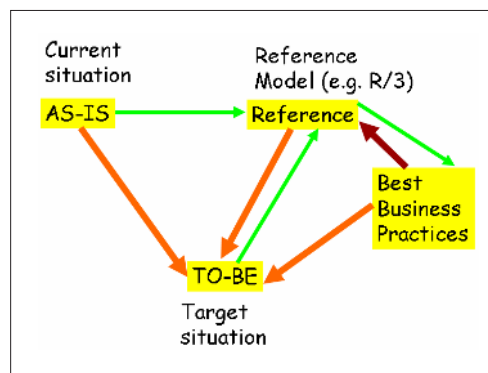 Current
situation
Reference
Model (e.g. R/3)
AS-IS
Reference
Best
Business
Practices
TO-BE
Target
situation